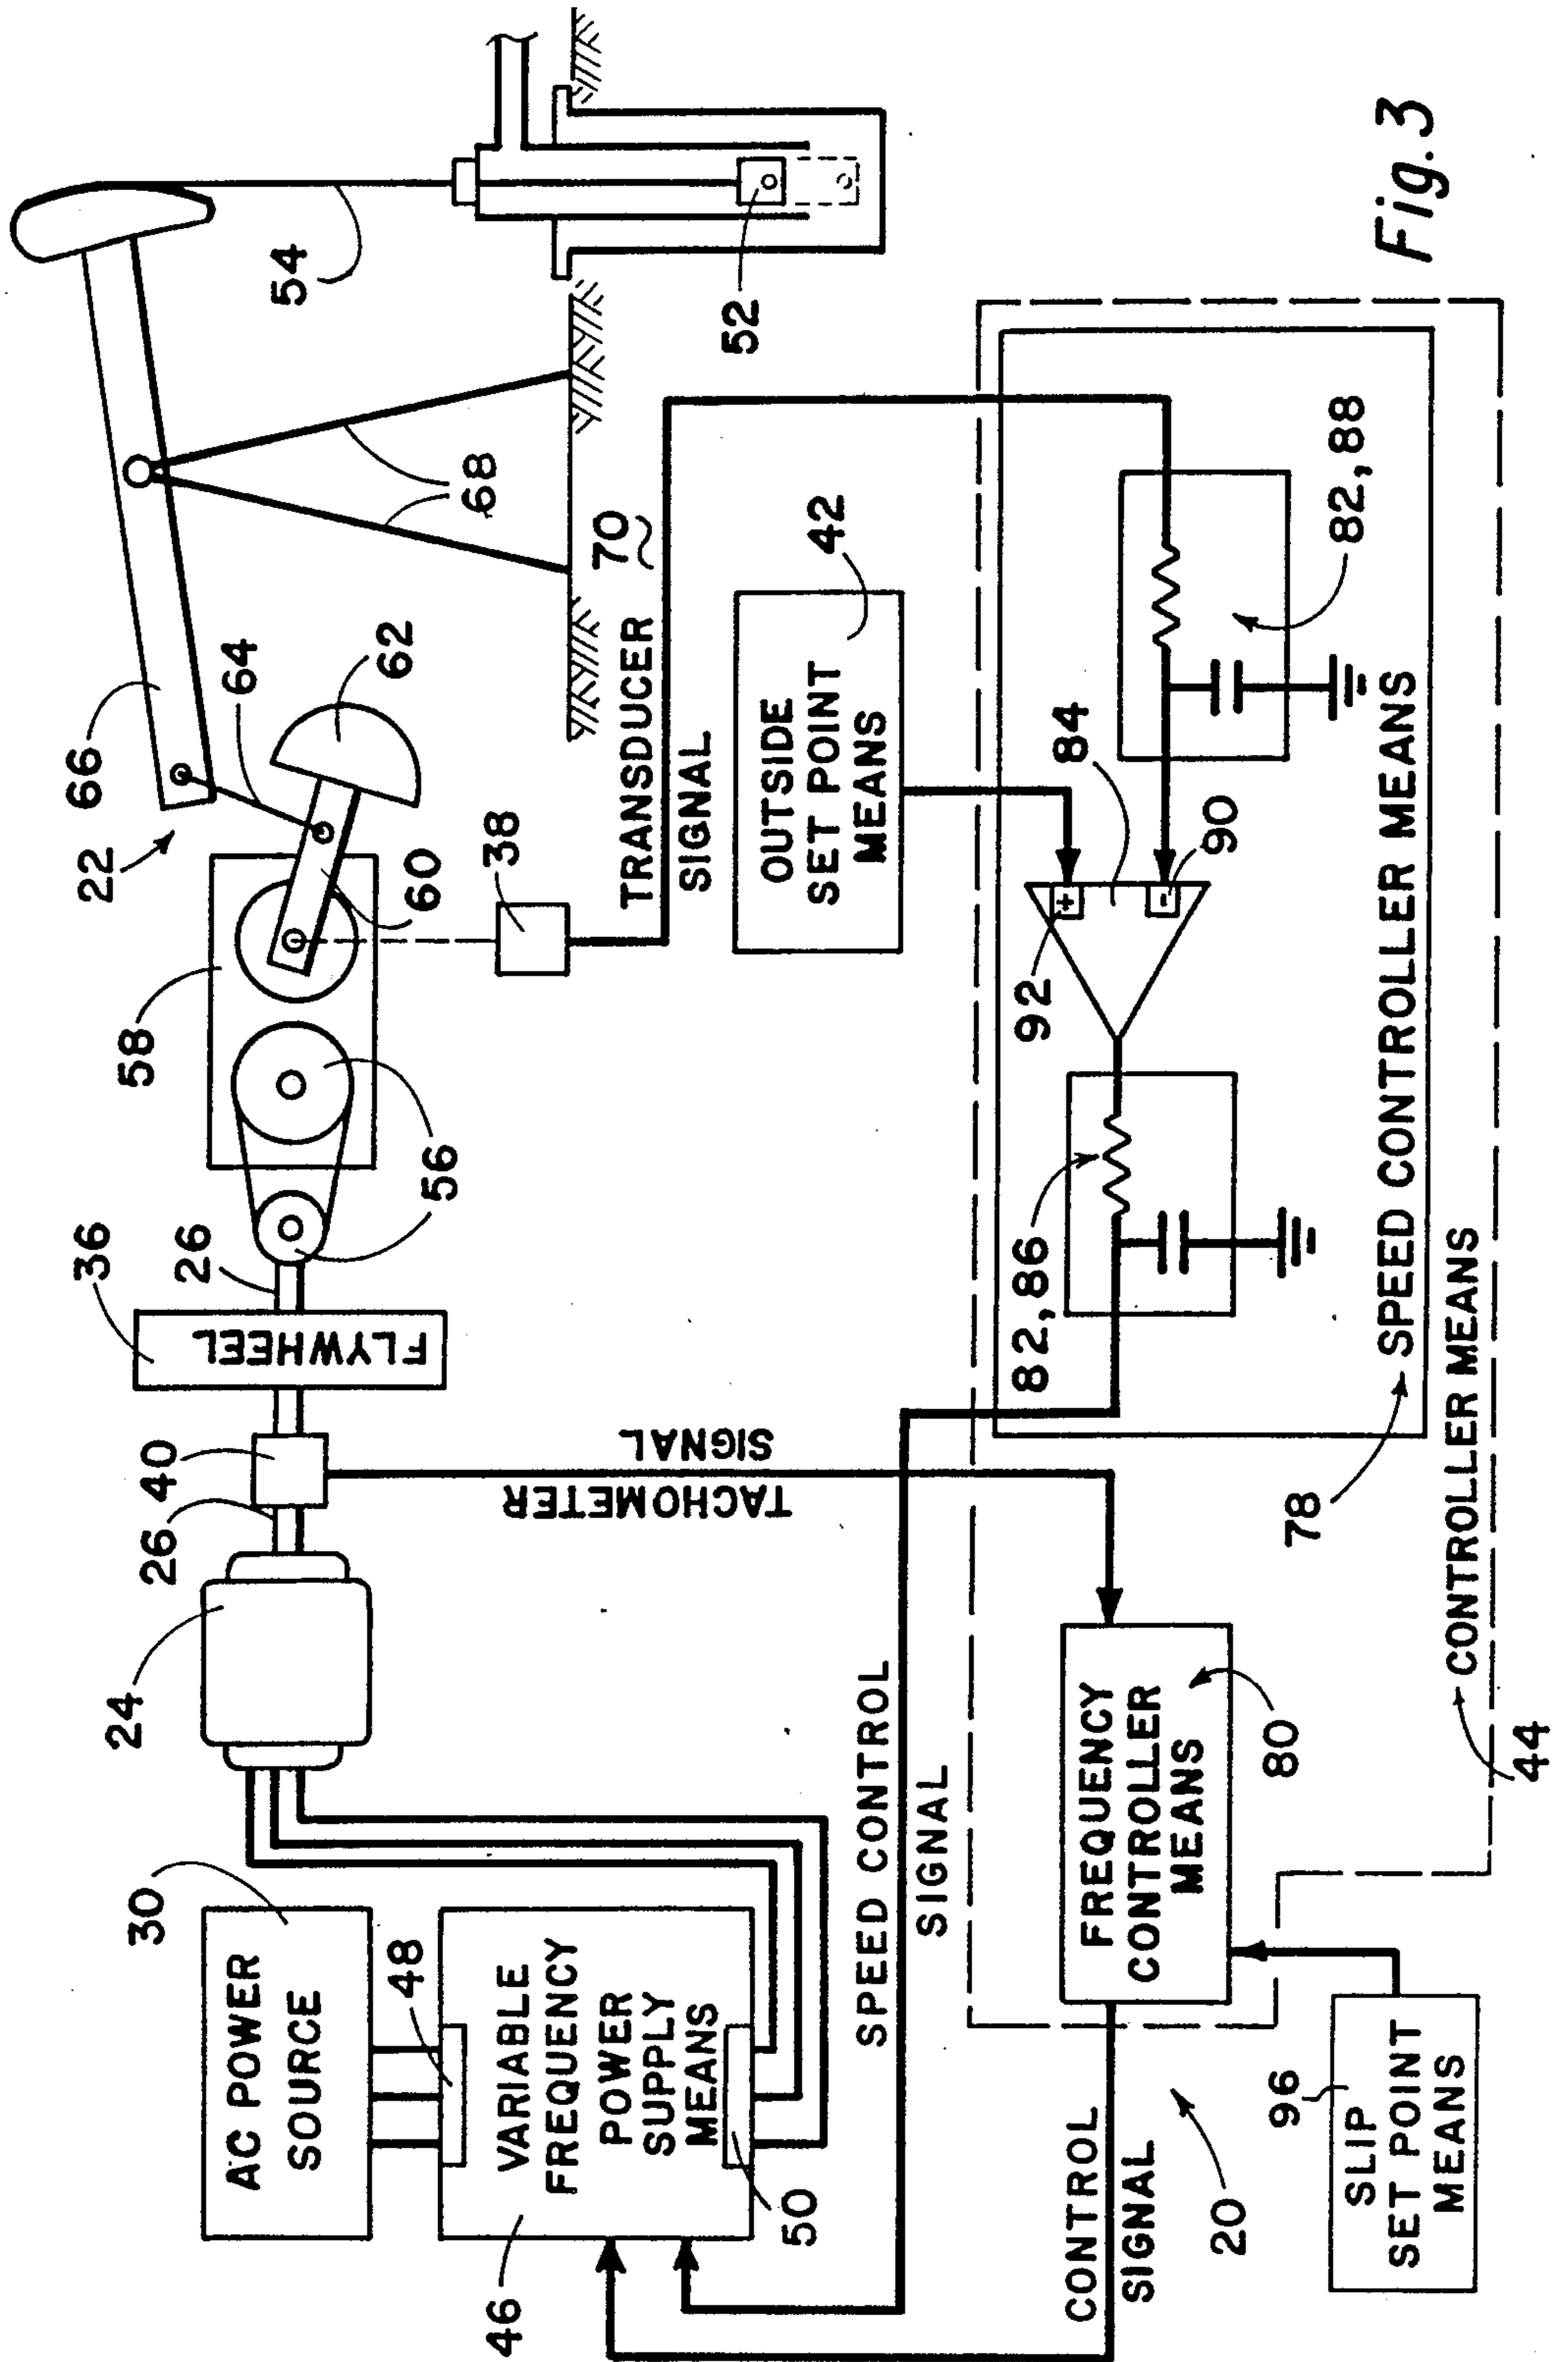 22
66
64
62
54
68
70
52
58
60
38
56
36
26
FLYWHEEL
40
26
24
30
AC POWER
SOURCE
48
VARIABLE
FREQUENCY
POWER
SUPPLY
MEANS
50
46
TRANSDUCER
SIGNAL
OUTSIDE
SET POINT
MEANS
42
TACHOMETER
SIGNAL
SPEED CONTROL
SIGNAL
84
92
+
-
90
82, 88
82, 86
78
SPEED CONTROLLER MEANS
CONTROLLER MEANS
44
FREQUENCY
CONTROLLER
MEANS
80
CONTROL
SIGNAL
20
96
SLIP
SET POINT
MEANS
Fig. 3